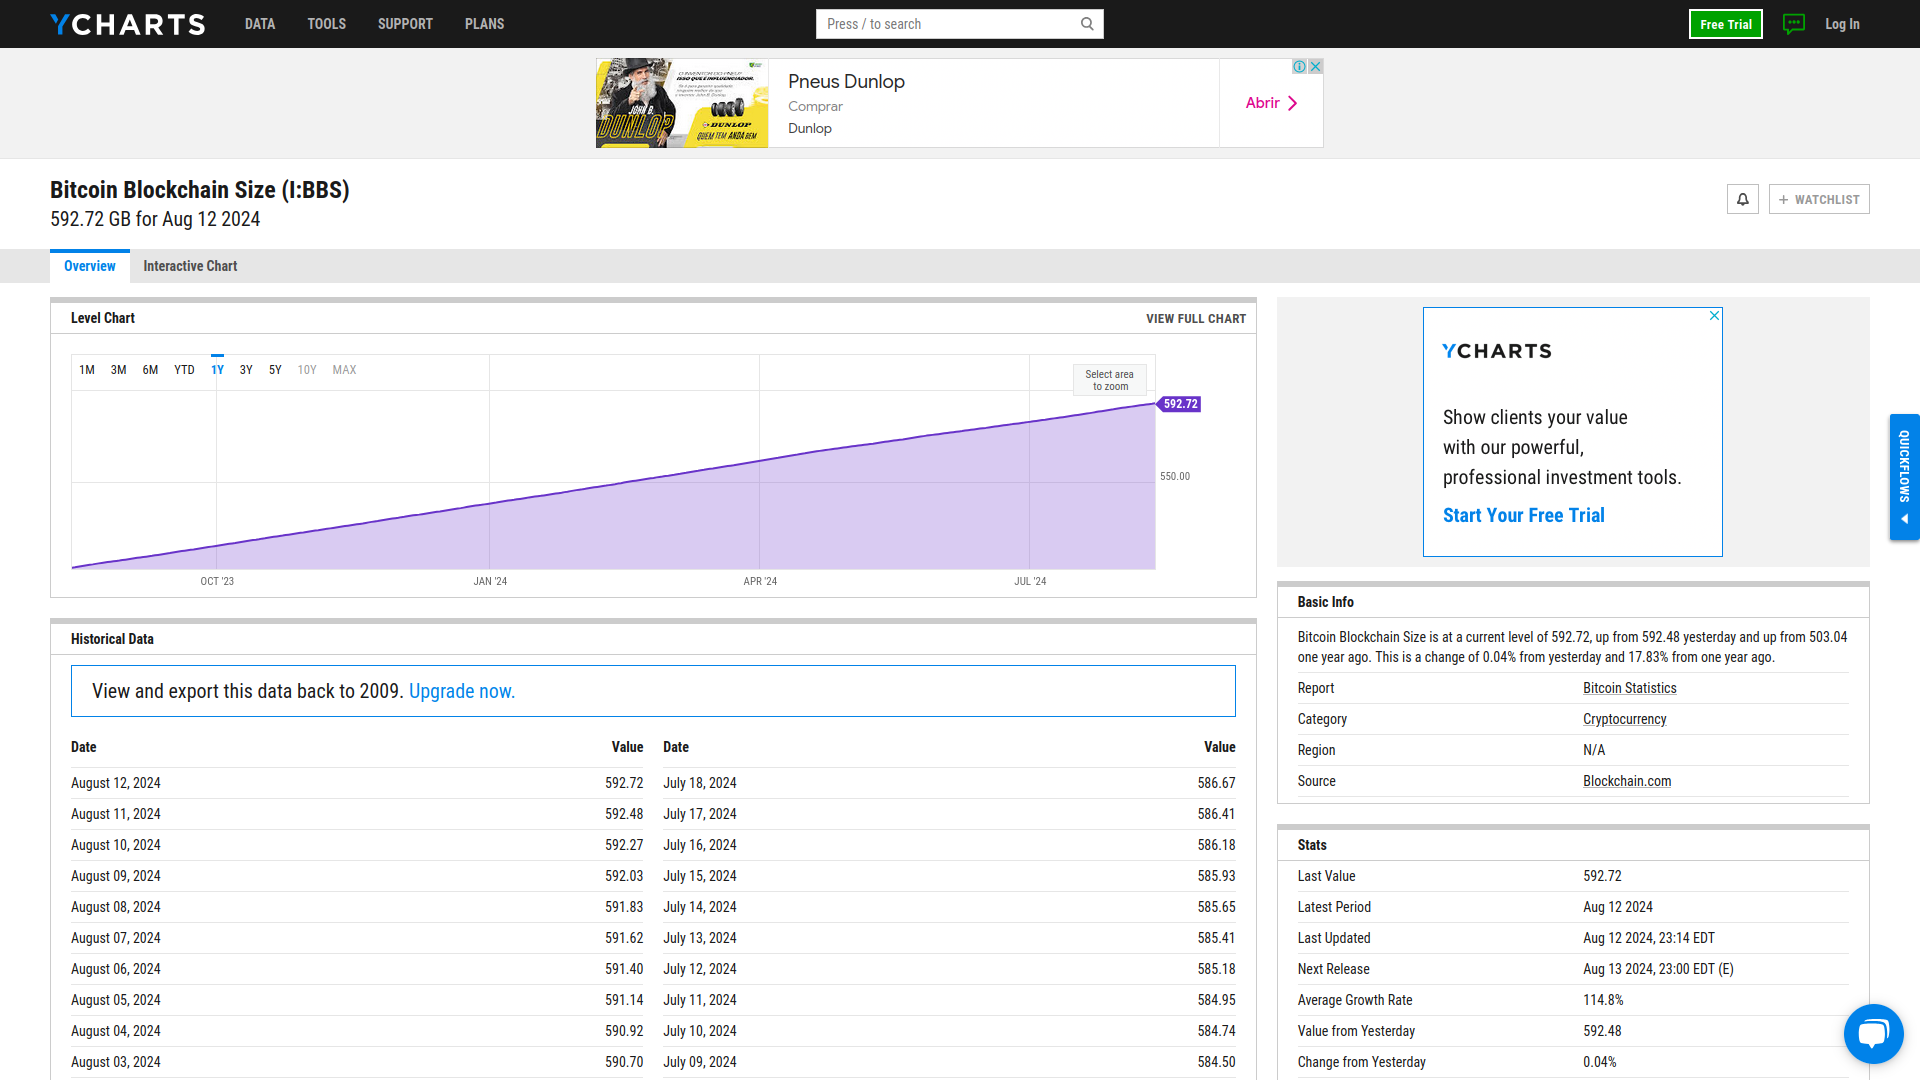 YCHARTS
DATA TOOLS SUPPORT PLANS
Press / to search
Free Trial
Log In
JOHN B.
DUNLOP
DUNLOP
QUEM TEM ANDA BEM
Pneus Dunlop
Comprar
Dunlop
Abrir
Bitcoin Blockchain Size (I:BBS)
592.72 GB for Aug 12 2024
WATCHLIST
Overview Interactive Chart
Level Chart
VIEW FULL CHART
1M 3M 6M YTD 1Y 3Y 5Y 10Y MAX
Select area
to zoom
592.72
550.00
OCT '23 JAN '24 APR '24 JUL '24
YCHARTS
Show clients your value
with our powerful,
professional investment tools.
Start Your Free Trial
QUICKFLOWS
Historical Data
View and export this data back to 2009. Upgrade now.
Date Value Date Value
August 12, 2024 592.72 July 18, 2024 586.67
August 11, 2024 592.48 July 17, 2024 586.41
August 10, 2024 592.27 July 16, 2024 586.18
August 09, 2024 592.03 July 15, 2024 585.93
August 08, 2024 591.83 July 14, 2024 585.65
August 07, 2024 591.62 July 13, 2024 585.41
August 06, 2024 591.40 July 12, 2024 585.18
August 05, 2024 591.14 July 11, 2024 584.95
August 04, 2024 590.92 July 10, 2024 584.74
August 03, 2024 590.70 July 09, 2024 584.50
Basic Info
Bitcoin Blockchain Size is at a current level of 592.72, up from 592.48 yesterday and up from 503.04
one year ago. This is a change of 0.04% from yesterday and 17.83% from one year ago.
Report Bitcoin Statistics
Category Cryptocurrency
Region N/A
Source Blockchain.com
Stats
Last Value 592.72
Latest Period Aug 12 2024
Last Updated Aug 12 2024, 23:14 EDT
Next Release Aug 13 2024, 23:00 EDT (E)
Average Growth Rate 114.8%
Value from Yesterday 592.48
Change from Yesterday 0.04%